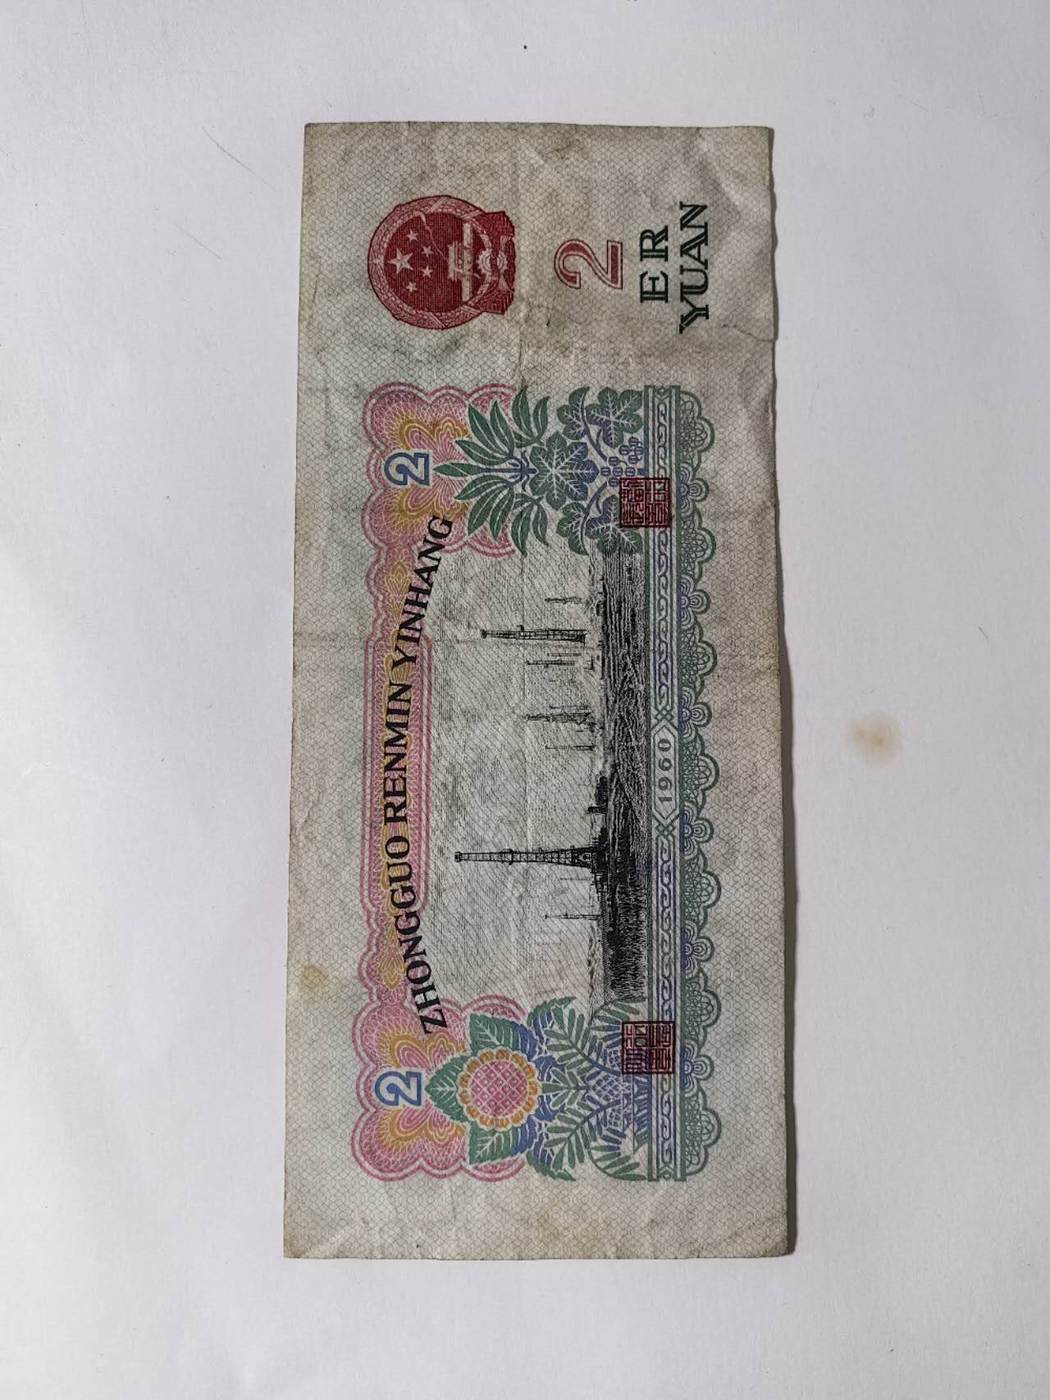 ZHONGGUO RENMIN YINHANG
2
2
2
ER
YUAN
1960